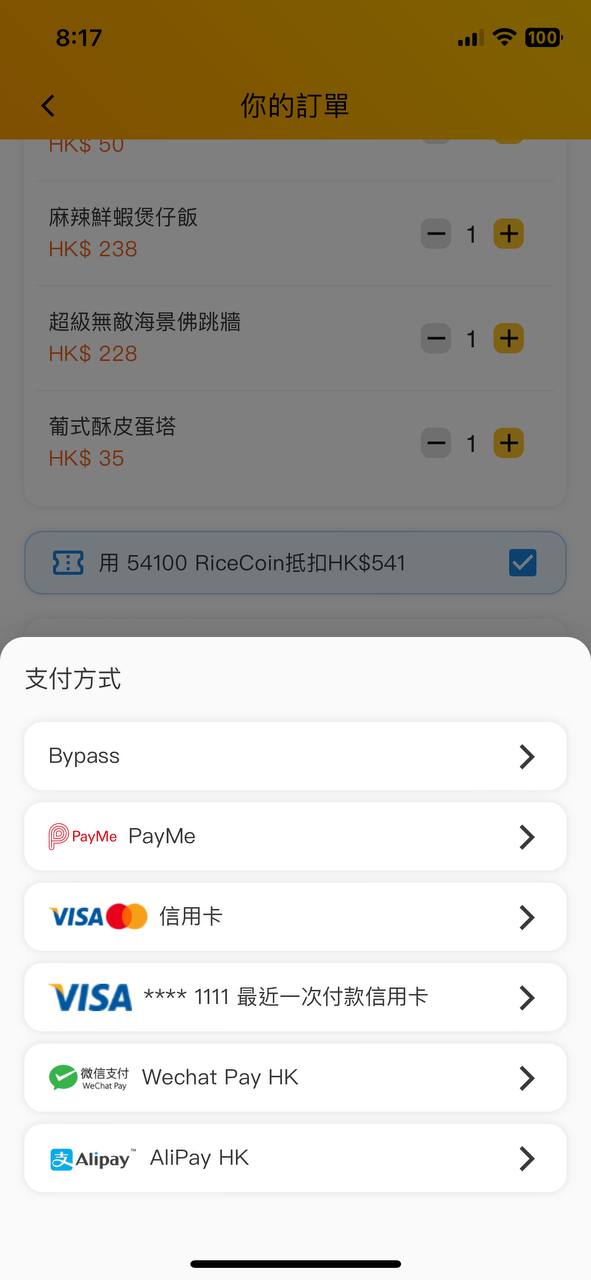 8:17
100
你的訂單
HK$ 50
麻辣鮮蝦煲仔飯
HK$ 238
1
超級無敵海景佛跳牆
HK$ 228
1
葡式酥皮蛋塔
HK$ 35
1
用 54100 RiceCoin抵扣HK$541
支付方式
Bypass
PayMe PayMe
VISA 信用卡
VISA **** 1111 最近一次付款信用卡
微信支付 WeChat Pay Wechat Pay HK
支 Alipay™ AliPay HK